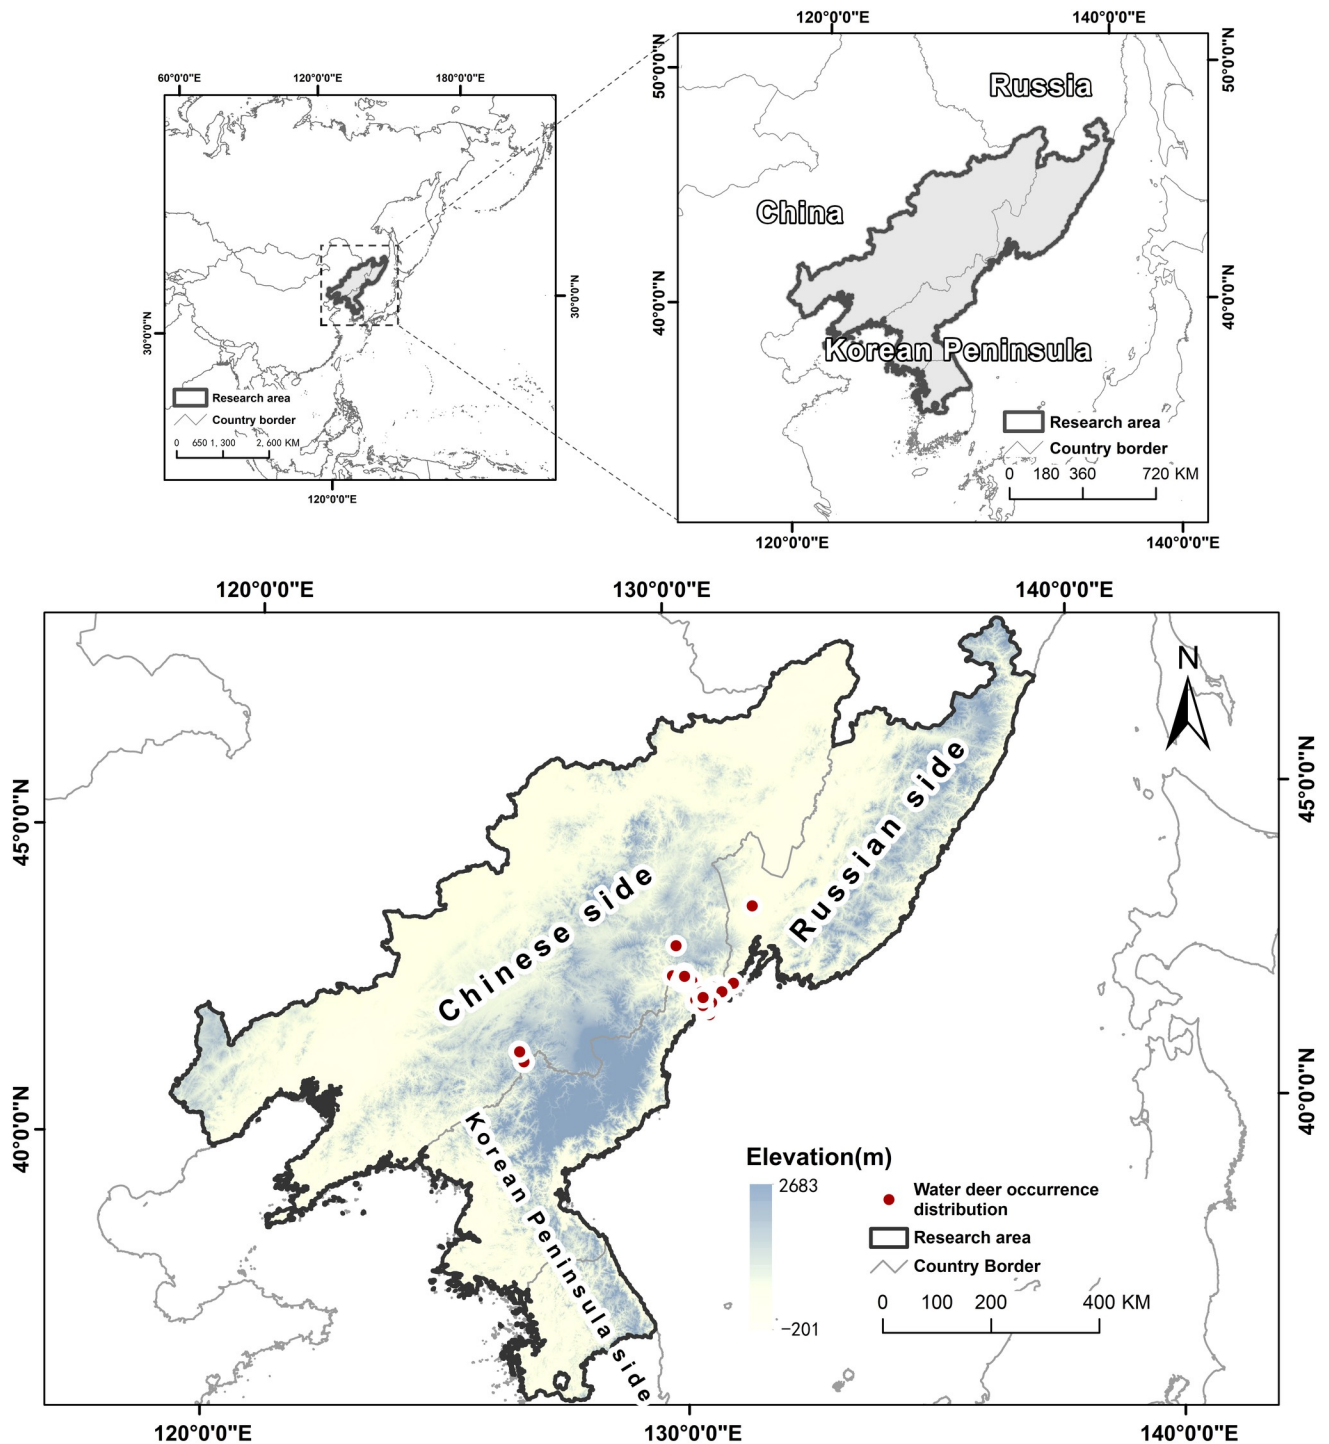 60°0'0"E 120°0'0"E 180°0'0"E
30°0'0"N
30°0'0"N
Research area
Country border
0 650 1,300 2,600 KM
120°0'0"E
120°0'0"E 140°0'0"E
50°0'0"N
50°0'0"N
Russia
China
40°0'0"N
40°0'0"N
Korean Peninsula
Research area
Country border
0 180 360 720 KM
120°0'0"E 140°0'0"E
120°0'0"E 130°0'0"E 140°0'0"E
N
45°0'0"N
45°0'0"N
Russian side
Chinese side
40°0'0"N
40°0'0"N
Korean Peninsula side
Elevation(m)
2683
−201
Water deer occurrence
distribution
Research area
Country Border
0 100 200 400 KM
120°0'0"E 130°0'0"E 140°0'0"E